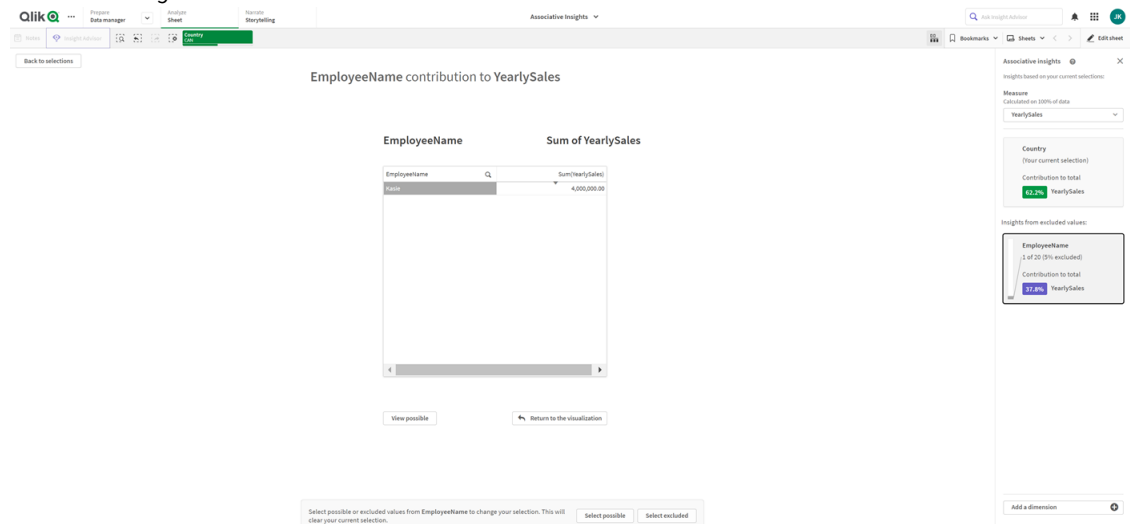 Qlik
Prepare
Data manager
Analyze
Sheet
Narrate
Storytelling
Associative Insights
Ask Insight Advisor
JK
Notes
Insight Advisor
Country
CAN
Bookmarks
Sheets
Edit sheet
Back to selections
EmployeeName contribution to YearlySales
EmployeeName
Sum of YearlySales
EmployeeName
Sum(YearlySales)
Kasie
4,000,000.00
View possible
Return to the visualization
Select possible or excluded values from EmployeeName to change your selection. This will
clear your current selection.
Select possible
Select excluded
Associative insights
Insights based on your current selections:
Measure
Calculated on 100% of data
YearlySales
Country
(Your current selection)
Contribution to total
62.2% YearlySales
Insights from excluded values:
EmployeeName
1 of 20 (5% excluded)
Contribution to total
37.8% YearlySales
Add a dimension